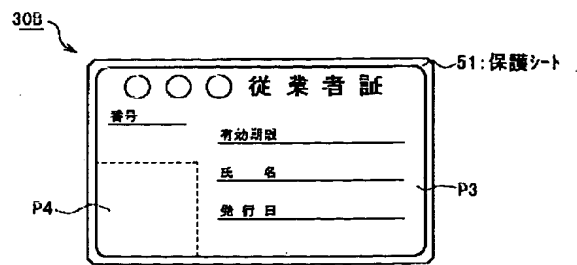 30B
51:保護シート
○○○従業者証
番号
有効期限
氏 名
P4
P3
発行日